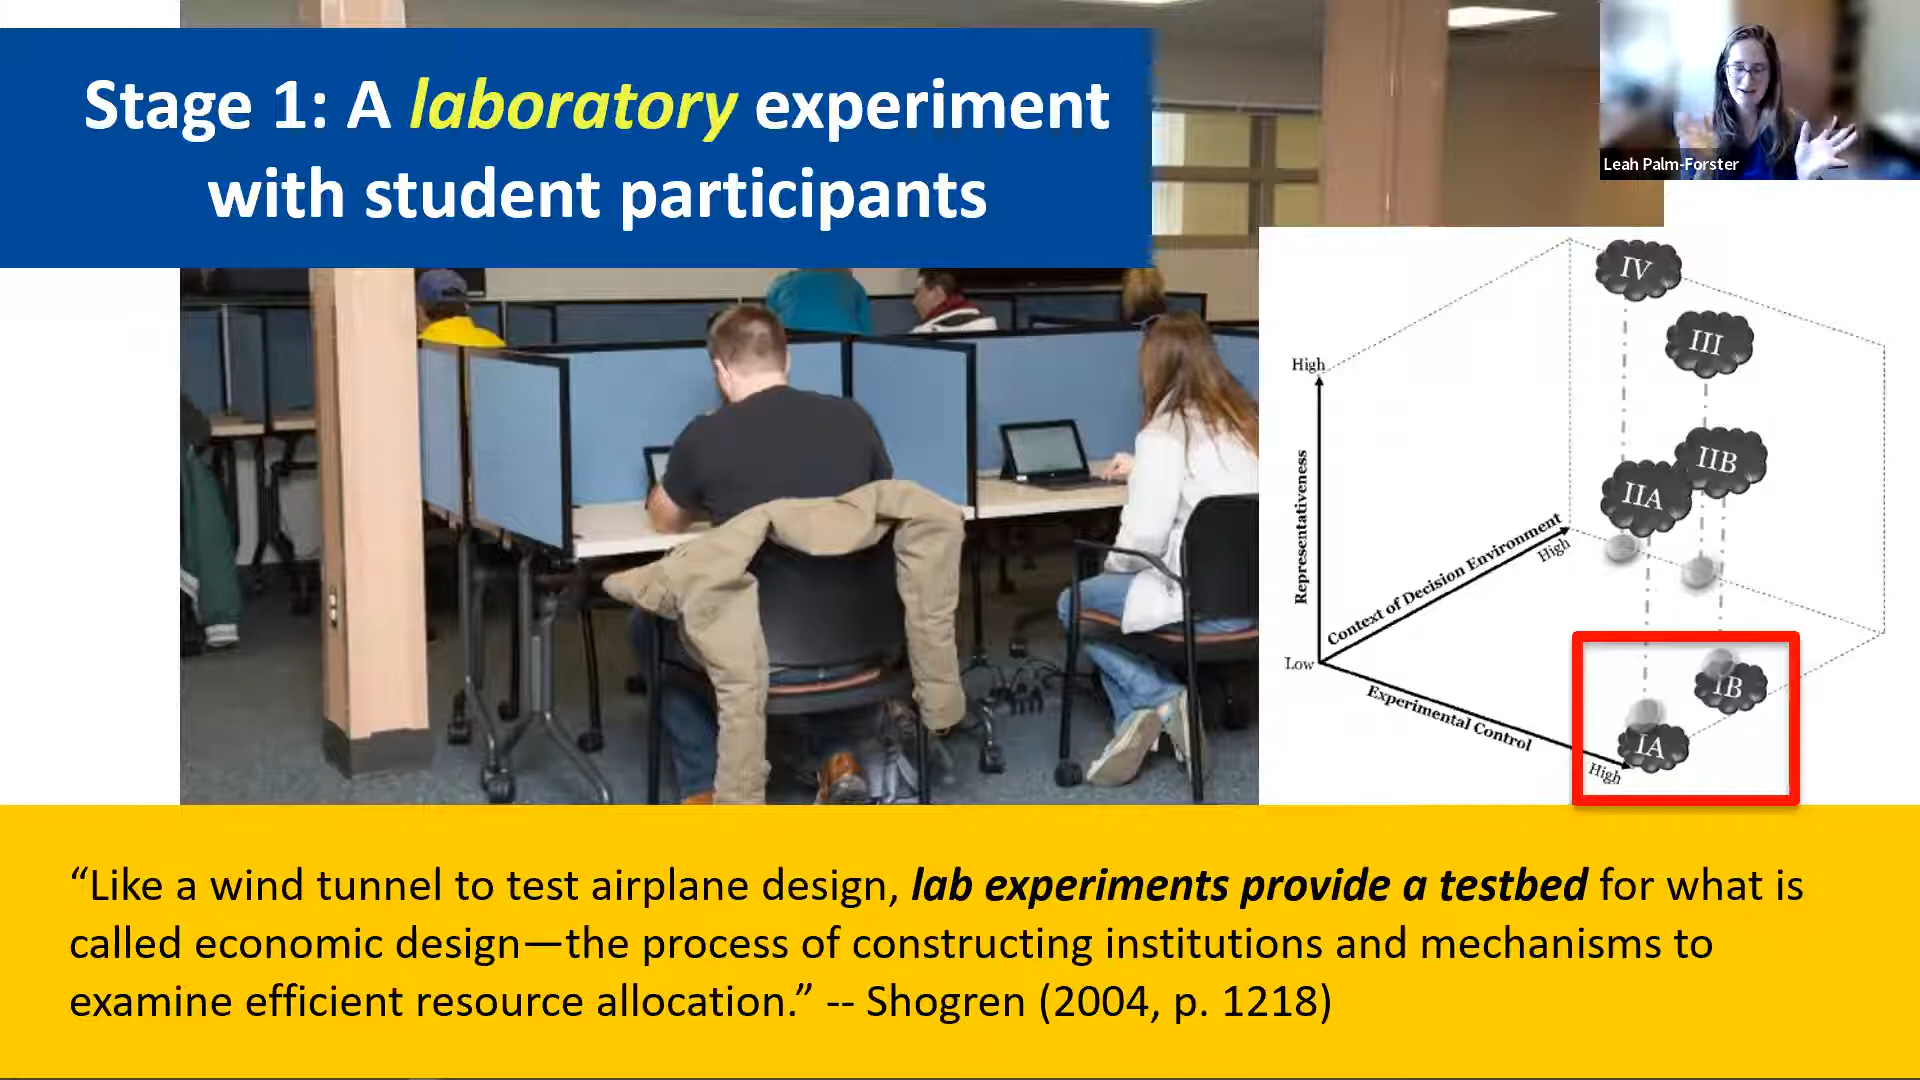 Stage 1: A laboratory experiment
with student participants
Leah Palm-Forster
IV
III
High
IIB
IIA
Representativeness
Context of Decision Environment
High
Low
IB
Experimental Control
IA
High
“Like a wind tunnel to test airplane design, lab experiments provide a testbed for what is
called economic design—the process of constructing institutions and mechanisms to
examine efficient resource allocation.” -- Shogren (2004, p. 1218)